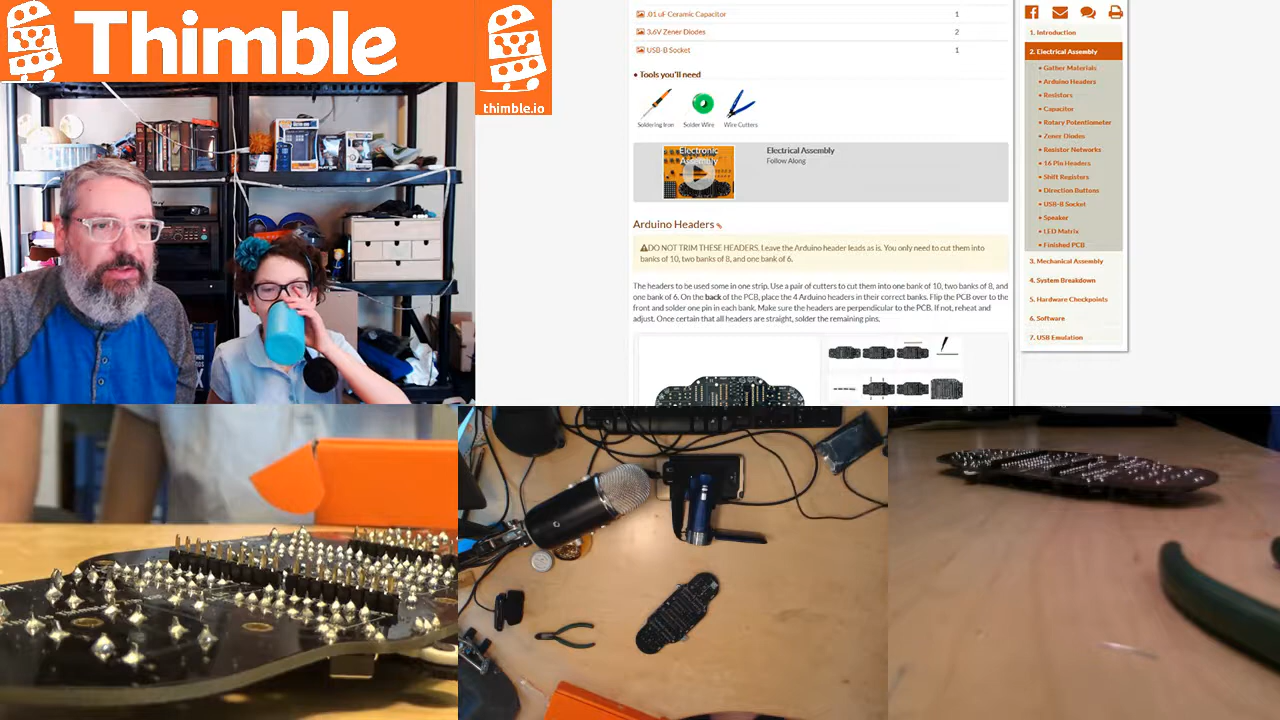 Thimble
thimble.io
.01 uF Ceramic Capacitor 1
3.6V Zener Diodes 2
USB-B Socket 1
• Tools you'll need
Soldering Iron Solder Wire Wire Cutters
Electronic
Assembly
Electrical Assembly
Follow Along
Arduino Headers
DO NOT TRIM THESE HEADERS. Leave the Arduino header leads as is. You only need to cut them into
banks of 10, two banks of 8, and one bank of 6.
The headers to be used some in one strip. Use a pair of cutters to cut them into one bank of 10, two banks of 8, and
one bank of 6. On the back of the PCB, place the 4 Arduino headers in their correct banks. Flip the PCB over to the
front and solder one pin in each bank. Make sure the headers are perpendicular to the PCB. If not, reheat and
adjust. Once certain that all headers are straight, solder the remaining pins.
1. Introduction
2. Electrical Assembly
• Gather Materials
• Arduino Headers
• Resistors
• Capacitor
• Rotary Potentiometer
• Zener Diodes
• Resistor Networks
• 16 Pin Headers
• Shift Registers
• Direction Buttons
• USB-B Socket
• Speaker
• LED Matrix
• Finished PCB
3. Mechanical Assembly
4. System Breakdown
5. Hardware Checkpoints
6. Software
7. USB Emulation